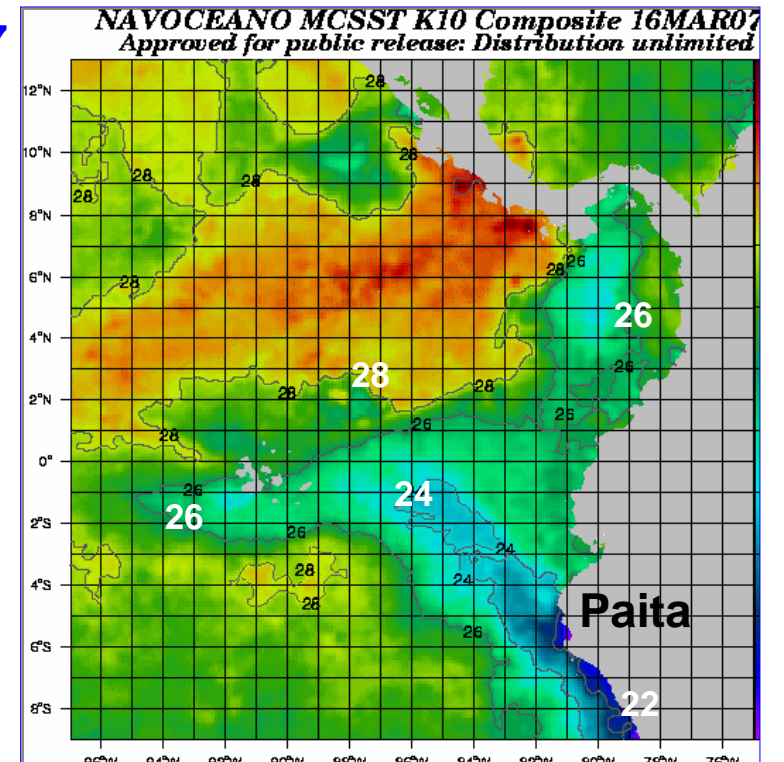 7
NAVOCEANO MCSST K10 Composite 16MAR07
Approved for public release: Distribution unlimited
12°N
28
10°N
28
28
28
28
8°N
26
28
6°N
28
26
4°N
26
28
28
28
2°N
26
26
28
0°
26
24
26
2°S
26
24
28
24
4°S
28
Paita
26
6°S
22
8°S